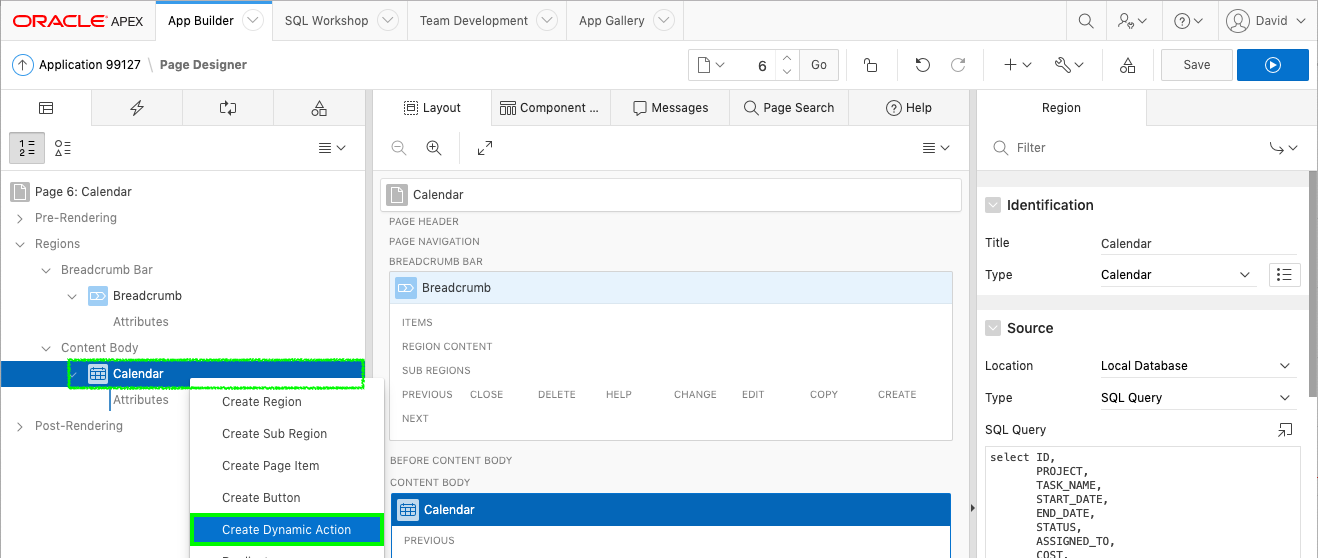 ORACLE APEX App Builder SQL Workshop Team Development App Gallery David
Application 99127 \ Page Designer 6 Go Save
Layout Component ... Messages Page Search Help Region
Filter
Page 6: Calendar
Pre-Rendering
Regions
Breadcrumb Bar
Breadcrumb
Attributes
Content Body
Calendar
Attributes
Post-Rendering
Create Region
Create Sub Region
Create Page Item
Create Button
Create Dynamic Action
Calendar
PAGE HEADER
PAGE NAVIGATION
BREADCRUMB BAR
Breadcrumb
ITEMS
REGION CONTENT
SUB REGIONS
PREVIOUS CLOSE DELETE HELP CHANGE EDIT COPY CREATE
NEXT
BEFORE CONTENT BODY
CONTENT BODY
Calendar
PREVIOUS
Identification
Title Calendar
Type Calendar
Source
Location Local Database
Type SQL Query
SQL Query
select ID,
PROJECT,
TASK_NAME,
START_DATE,
END_DATE,
STATUS,
ASSIGNED_TO,
COST,